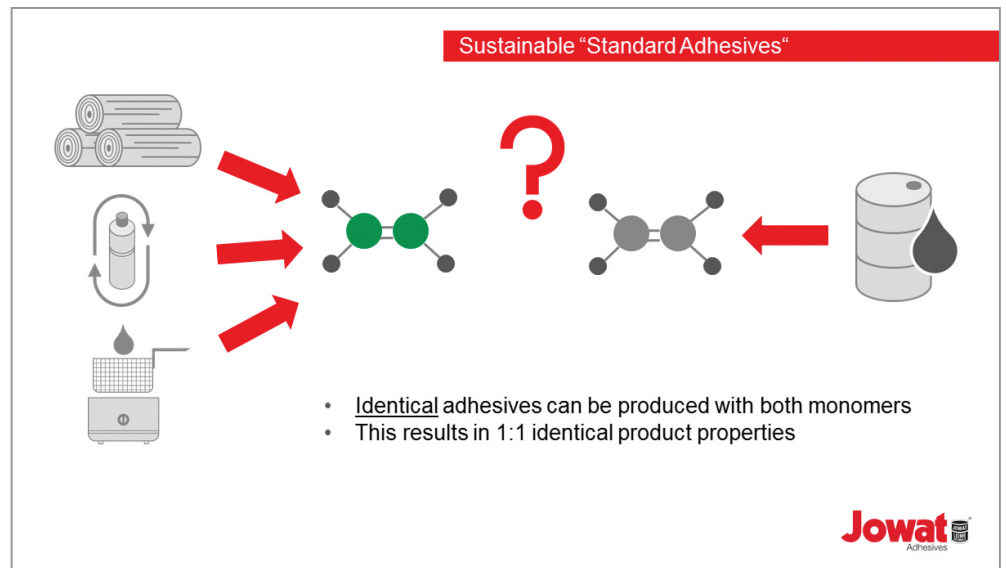 Sustainable “Standard Adhesives“
• Identical adhesives can be produced with both monomers
• This results in 1:1 identical product properties
Jowat
Adhesives